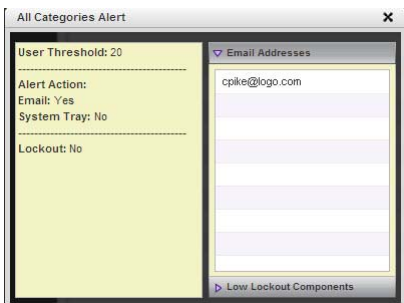 All Categories Alert
User Threshold: 20
Alert Action:
Email: Yes
System Tray: No
Lockout: No
Email Addresses
cpike@logo.com
Low Lockout Components